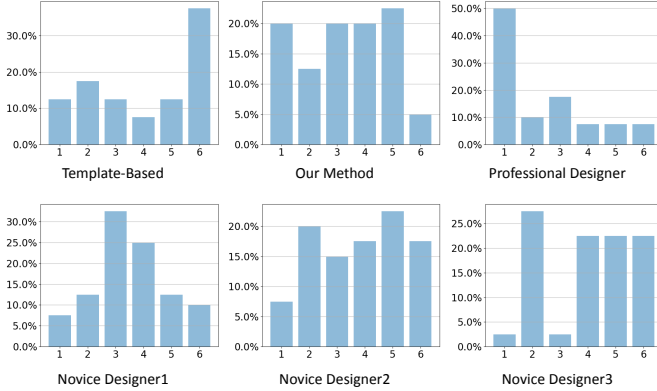 30.0%
20.0%
10.0%
0.0%
1 2 3 4 5 6
Template-Based
20.0%
15.0%
10.0%
5.0%
0.0%
1 2 3 4 5 6
Our Method
50.0%
40.0%
30.0%
20.0%
10.0%
0.0%
1 2 3 4 5 6
Professional Designer
30.0%
25.0%
20.0%
15.0%
10.0%
5.0%
0.0%
1 2 3 4 5 6
Novice Designer1
20.0%
15.0%
10.0%
5.0%
0.0%
1 2 3 4 5 6
Novice Designer2
25.0%
20.0%
15.0%
10.0%
5.0%
0.0%
1 2 3 4 5 6
Novice Designer3